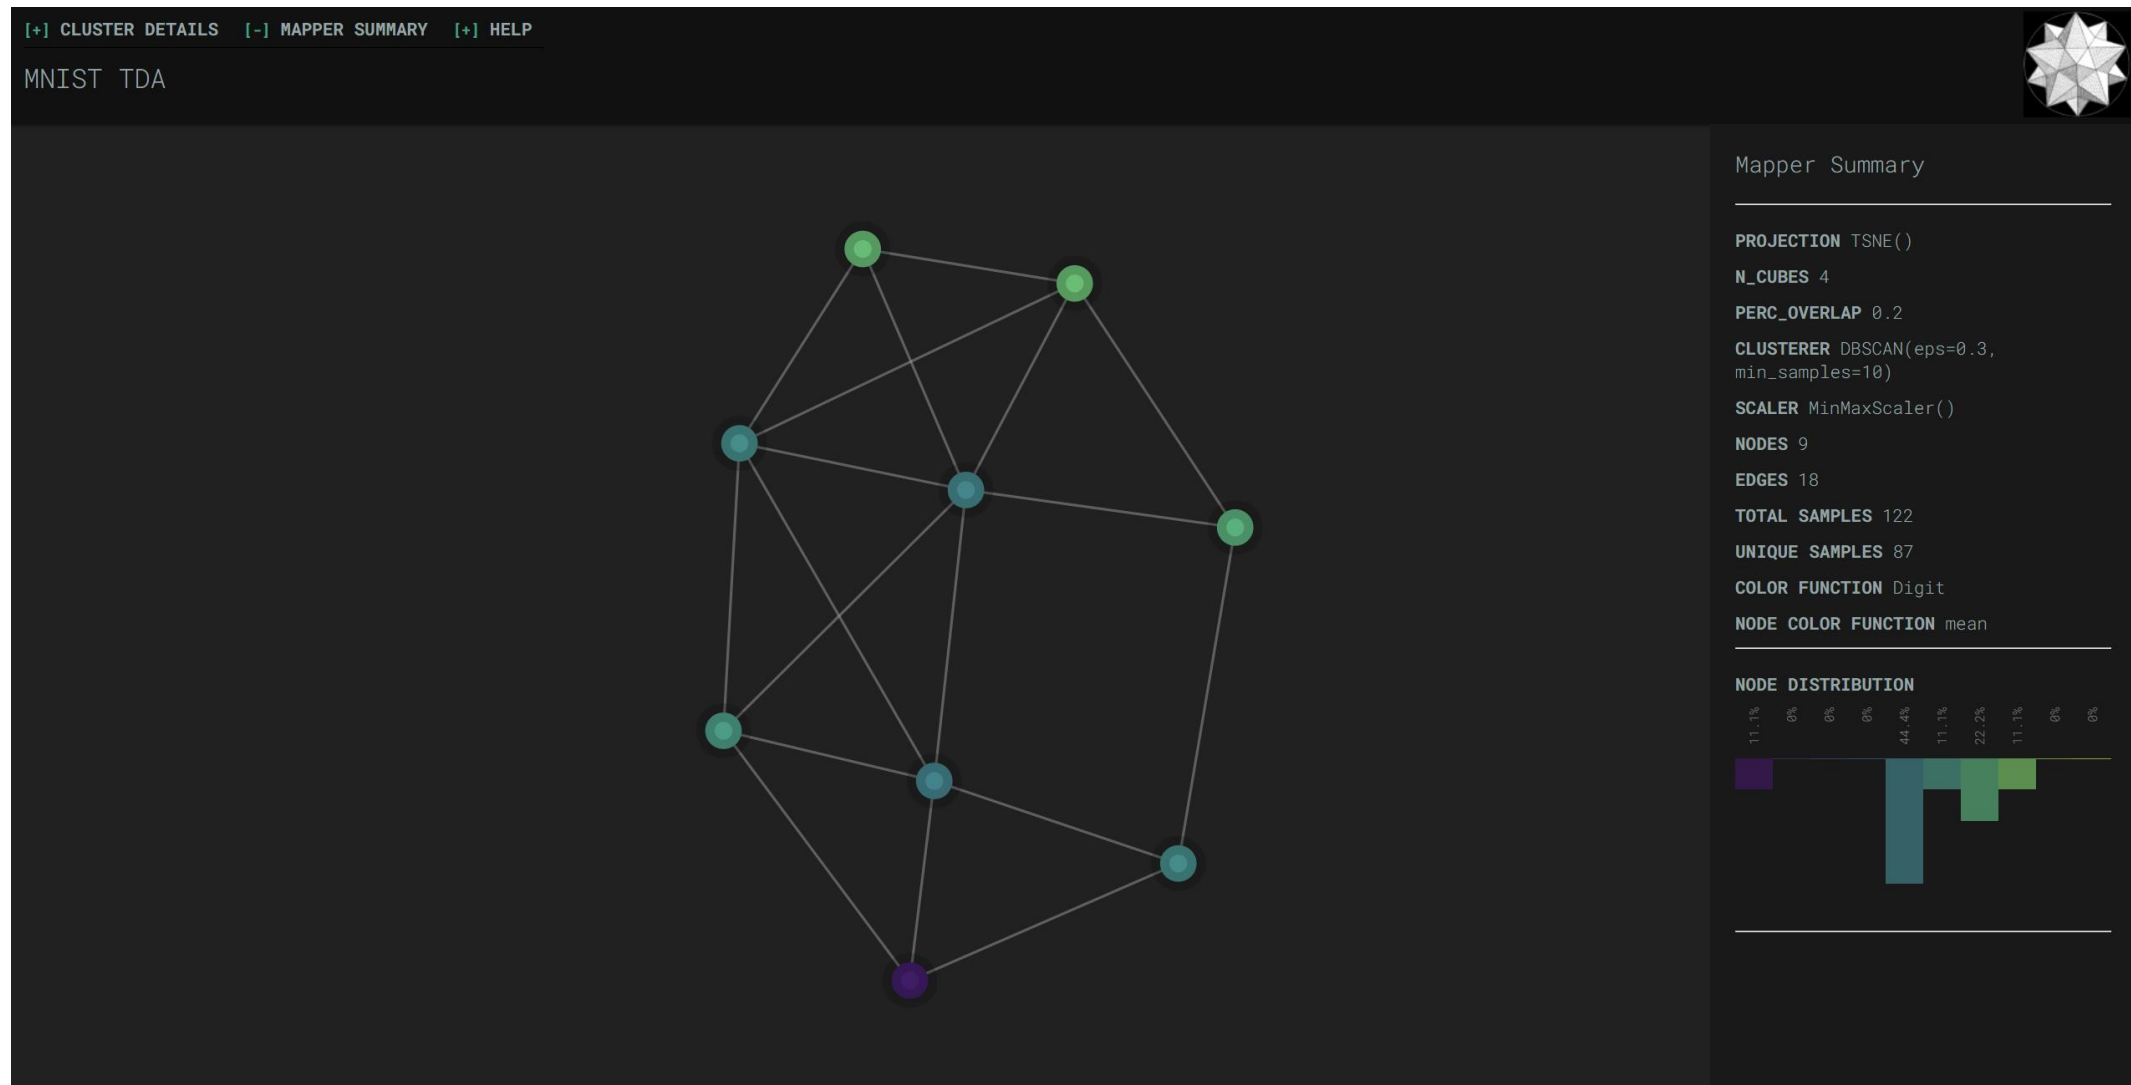 [+] CLUSTER DETAILS [-] MAPPER SUMMARY [+] HELP
MNIST TDA
Mapper Summary
PROJECTION TSNE()
N_CUBES 4
PERC_OVERLAP 0.2
CLUSTERER DBSCAN(eps=0.3,
min_samples=10)
SCALER MinMaxScaler()
NODES 9
EDGES 18
TOTAL SAMPLES 122
UNIQUE SAMPLES 87
COLOR FUNCTION Digit
NODE COLOR FUNCTION mean
NODE DISTRIBUTION
11.1% 0% 0% 0% 44.4% 11.1% 22.2% 11.1% 0% 0%